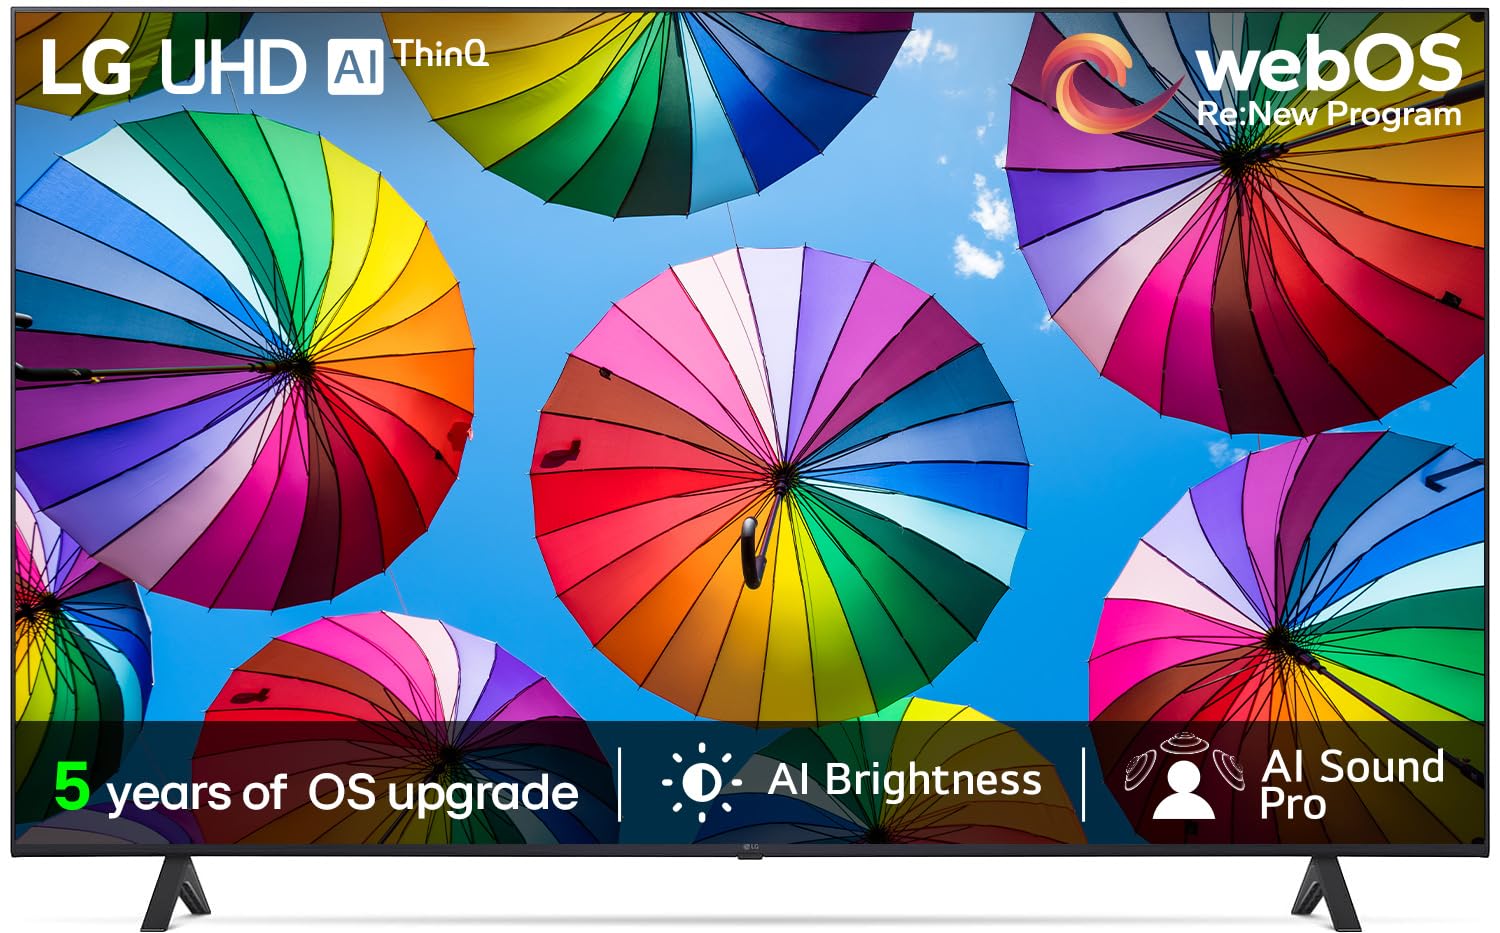 LG UHD AI ThinQ
webOS
Re:New Program
5 years of OS upgrade
AI Brightness
AI Sound
Pro
LG